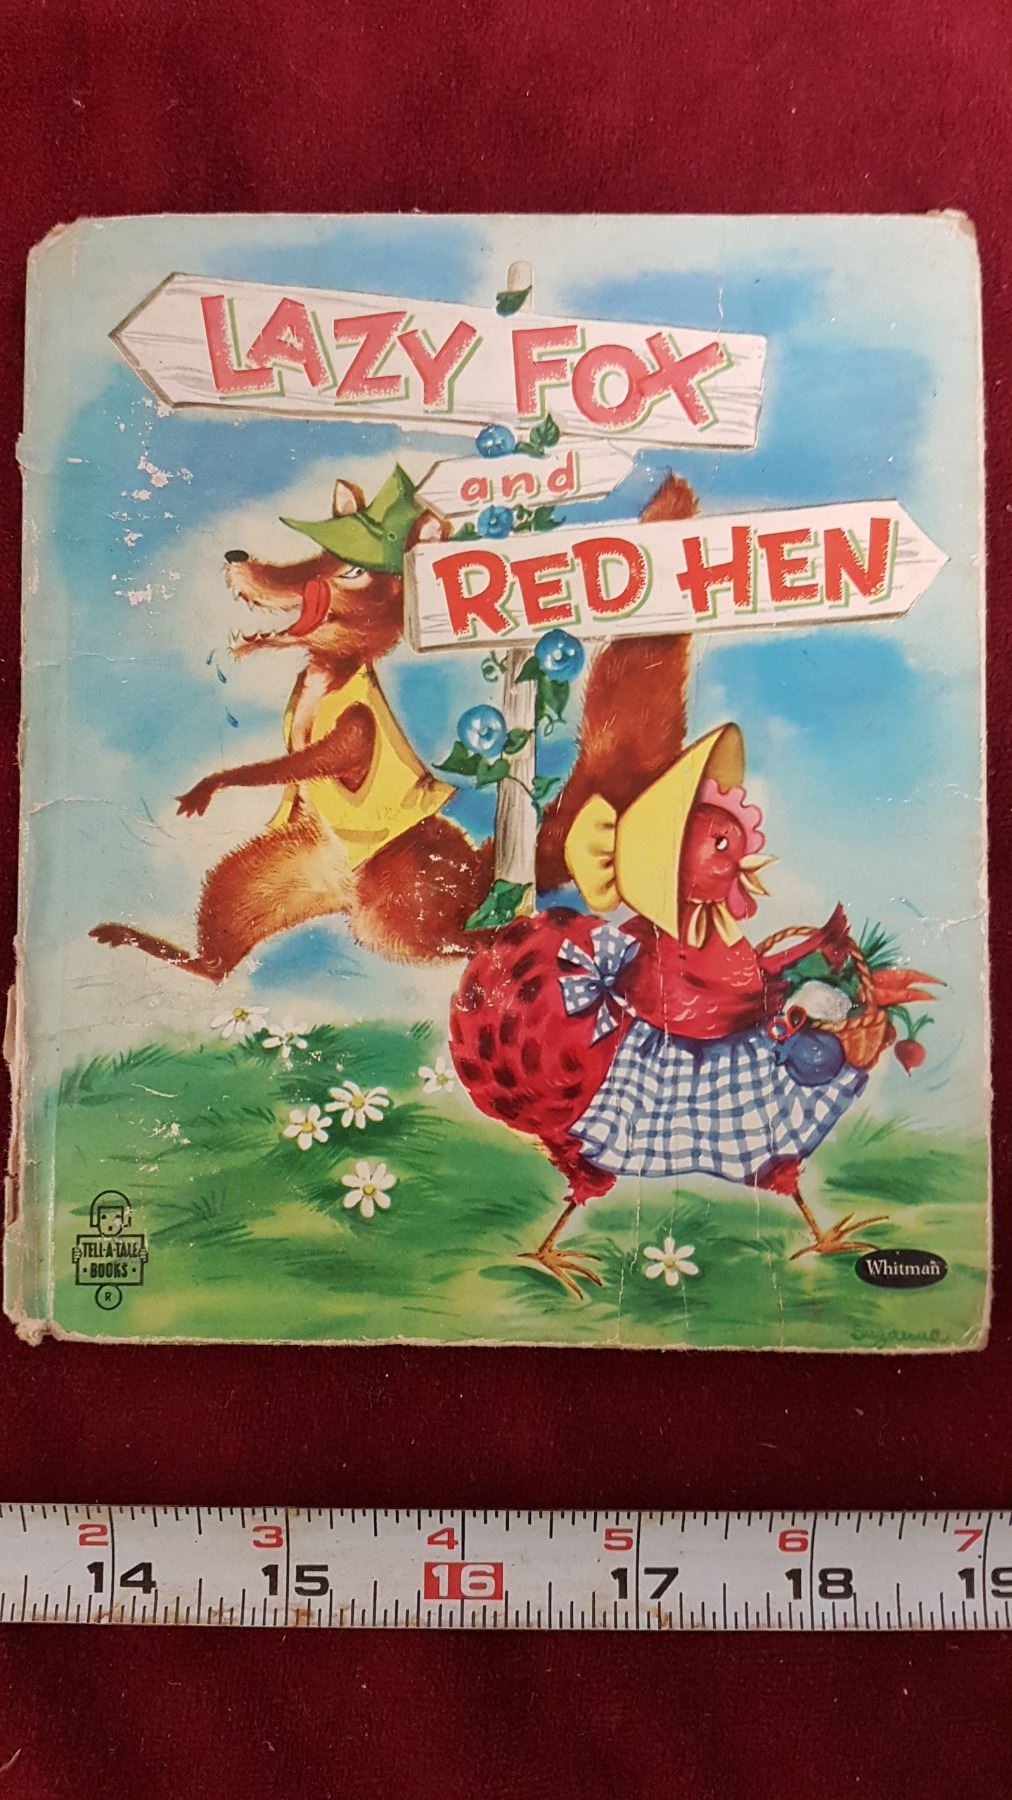 LAZY FOX
and
RED HEN
TELL-A-TALE
• BOOKS •
R
Whitman
Suzanne
2 3 4 5 6 7
14 15 16 17 18 19